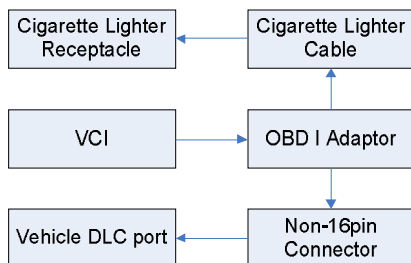 Cigarette Lighter
Receptacle
Cigarette Lighter
Cable
VCI
OBD I Adaptor
Vehicle DLC port
Non-16pin
Connector